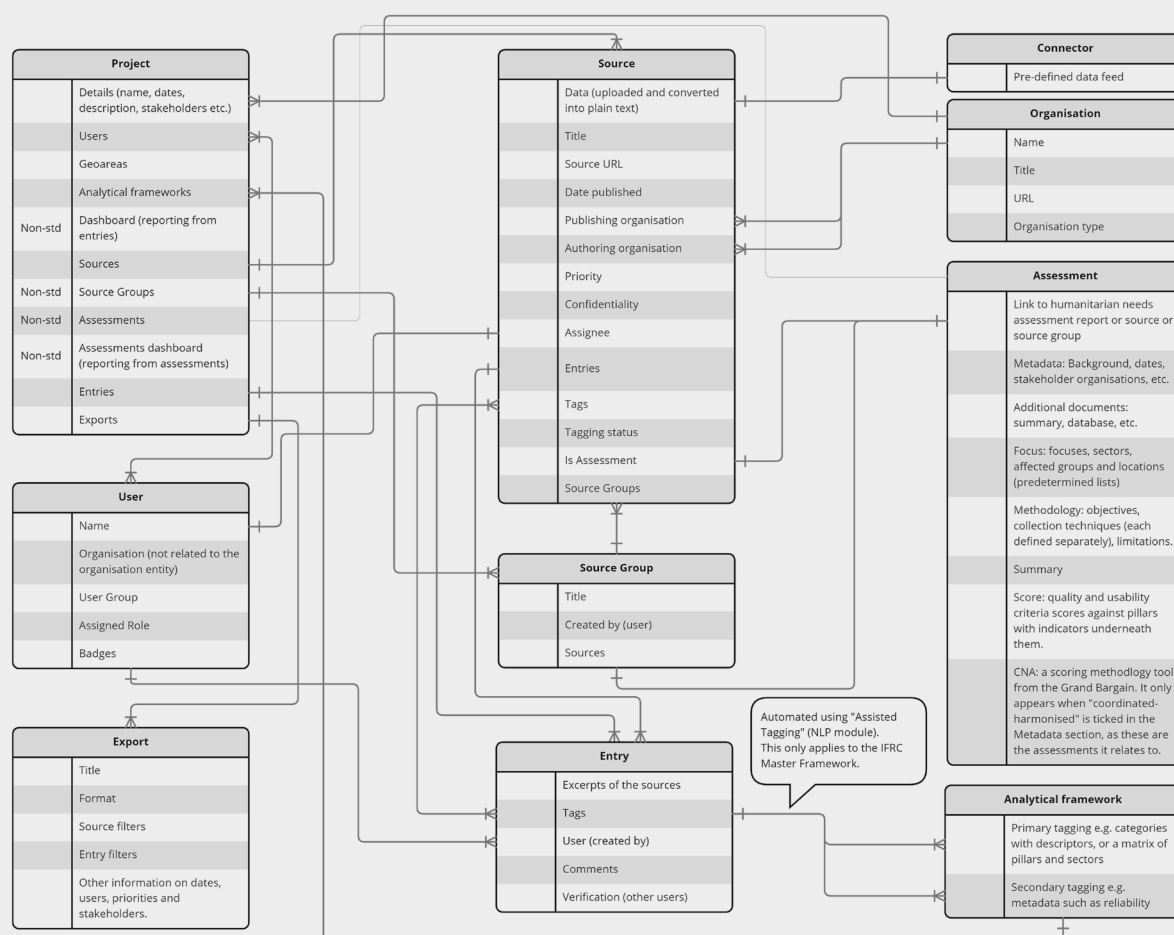 Project
Details (name, dates,
description, stakeholders etc.)
Users
Geoareas
Analytical frameworks
Non-std
Dashboard (reporting from
entries)
Sources
Non-std
Source Groups
Non-std
Assessments
Non-std
Assessments dashboard
(reporting from assessments)
Entries
Exports
User
Name
Organisation (not related to the
organisation entity)
User Group
Assigned Role
Badges
Export
Title
Format
Source filters
Entry filters
Other information on dates,
users, priorities and
stakeholders.
Source
Data (uploaded and converted
into plain text)
Title
Source URL
Date published
Publishing organisation
Authoring organisation
Priority
Confidentiality
Assignee
Entries
Tags
Tagging status
Is Assessment
Source Groups
Source Group
Title
Created by (user)
Sources
Entry
Excerpts of the sources
Tags
User (created by)
Comments
Verification (other users)
Automated using "Assisted
Tagging" (NLP module).
This only applies to the IFRC
Master Framework.
Connector
Pre-defined data feed
Organisation
Name
Title
URL
Organisation type
Assessment
Link to humanitarian needs
assessment report or source or
source group
Metadata: Background, dates,
stakeholder organisations, etc.
Additional documents:
summary, database, etc.
Focus: focuses, sectors,
affected groups and locations
(predetermined lists)
Methodology: objectives,
collection techniques (each
defined separately), limitations.
Summary
Score: quality and usability
criteria scores against pillars
with indicators underneath
them.
CNA: a scoring methodlogy tool
from the Grand Bargain. It only
appears when "coordinated-
harmonised" is ticked in the
Metadata section, as these are
the assessments it relates to.
Analytical framework
Primary tagging e.g. categories
with descriptors, or a matrix of
pillars and sectors
Secondary tagging e.g.
metadata such as reliability